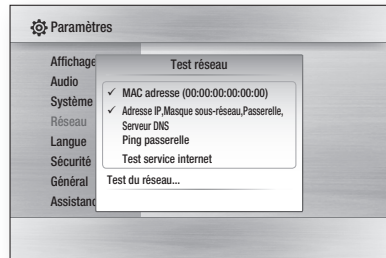 Paramètres
Affichage
Audio
Système
Réseau
Langue
Sécurité
Général
Assistanc
Test réseau
✓ MAC adresse (00:00:00:00:00:00)
✓ Adresse IP,Masque sous-réseau,Passerelle,
Serveur DNS
Ping passerelle
Test service internet
Test du réseau...